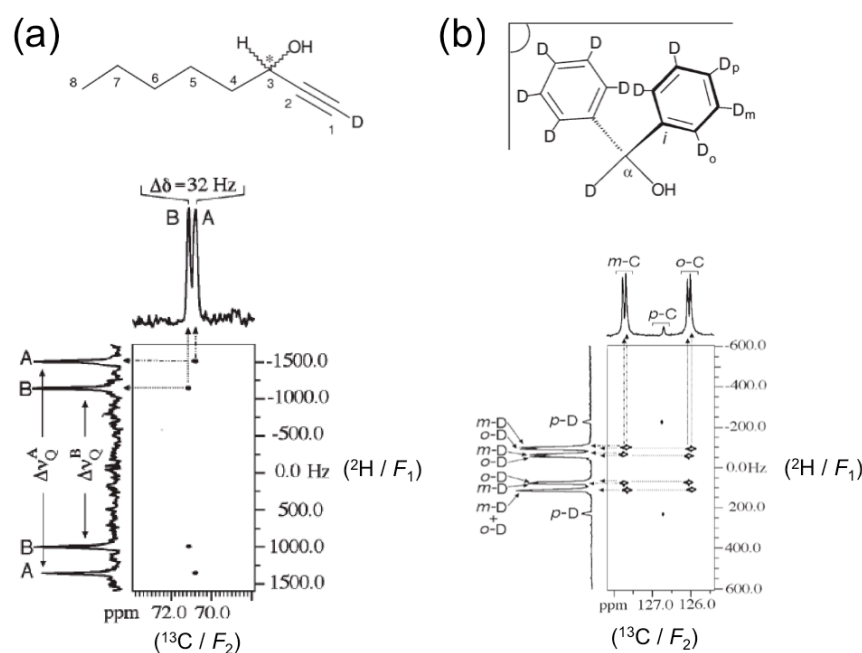 (a)
H OH
*
8 7 6 5 4 3 2 1
D
Δδ = 32 Hz
B A
A
B
Δν_Q^A Δν_Q^B
B
A
-1500.0
-1000.0
-500.0
0.0 Hz
500.0
1000.0
1500.0
(²H / F₁)
ppm 72.0 70.0
(¹³C / F₂)
(b)
D D D
D D D Dp
D D Dm
i Do
D α OH
m-C o-C
p-C
-600.0
-400.0
-200.0
0.0Hz
200.0
400.0
600.0
(²H / F₁)
p-D
m-D
o-D
m-D
o-D
o-D
m-D
m-D
+
o-D
p-D
ppm 127.0 126.0
(¹³C / F₂)